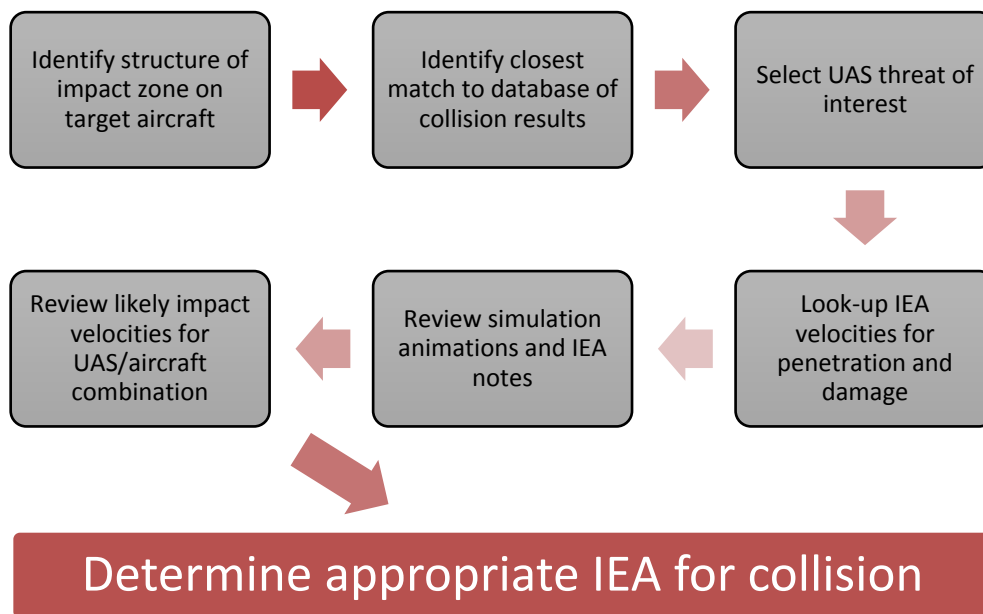 Identify structure of
impact zone on
target aircraft
Identify closest
match to database of
collision results
Select UAS threat of
interest
Look-up IEA
velocities for
penetration and
damage
Review simulation
animations and IEA
notes
Review likely impact
velocities for
UAS/aircraft
combination
Determine appropriate IEA for collision